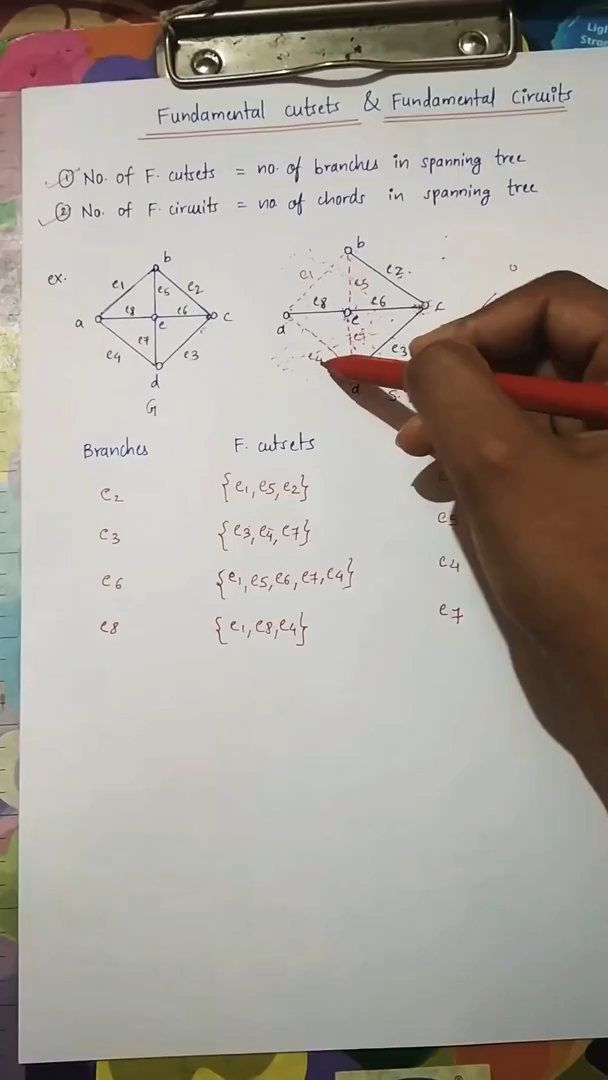 Ligh
Stron
Fundamental cutsets & Fundamental Circuits
① No. of F. cutsets = no. of branches in spanning tree
② No. of F. circuits = no. of chords in spanning tree
ex.
b
e1 e5 e2
a e8 e e6 c
e4 e7 e3
d
G
b
e1 e5 e2
a e8 e e6 c
e4 e7 e3
d S.
Branches F. cutsets
e2 {e1, e5, e2}
e3 {e3, e4, e7} e5
e6 {e1, e5, e6, e7, e4} e4
e8 {e1, e8, e4} e7